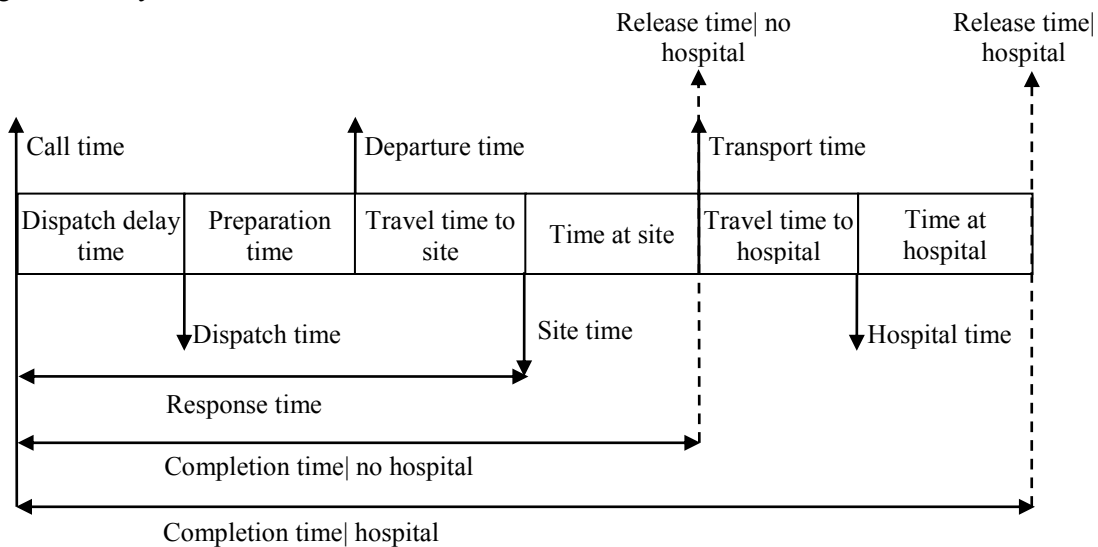 Release time| no
hospital
Release time|
hospital
Call time
Departure time
Transport time
Dispatch delay
time
Preparation
time
Travel time to
site
Time at site
Travel time to
hospital
Time at
hospital
Dispatch time
Site time
Hospital time
Response time
Completion time| no hospital
Completion time| hospital